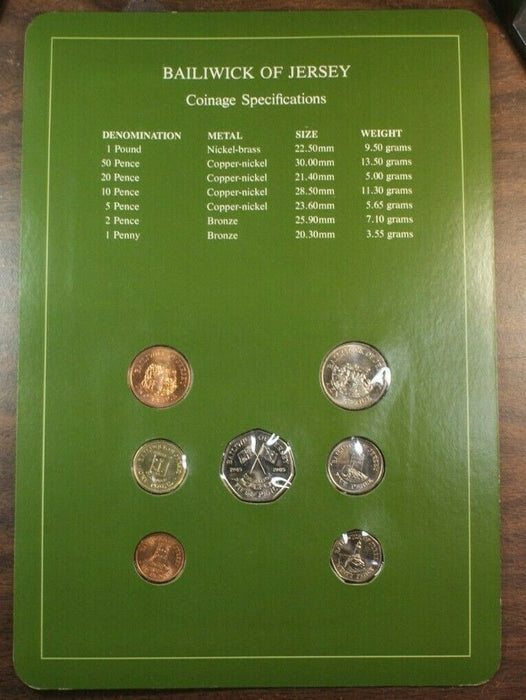 BAILIWICK OF JERSEY
Coinage Specifications
DENOMINATION METAL SIZE WEIGHT
1 Pound Nickel-brass 22.50mm 9.50 grams
50 Pence Copper-nickel 30.00mm 13.50 grams
20 Pence Copper-nickel 21.40mm 5.00 grams
10 Pence Copper-nickel 28.50mm 11.30 grams
5 Pence Copper-nickel 23.60mm 5.65 grams
2 Pence Bronze 25.90mm 7.10 grams
1 Penny Bronze 20.30mm 3.55 grams
BAILIWICK OF
1985